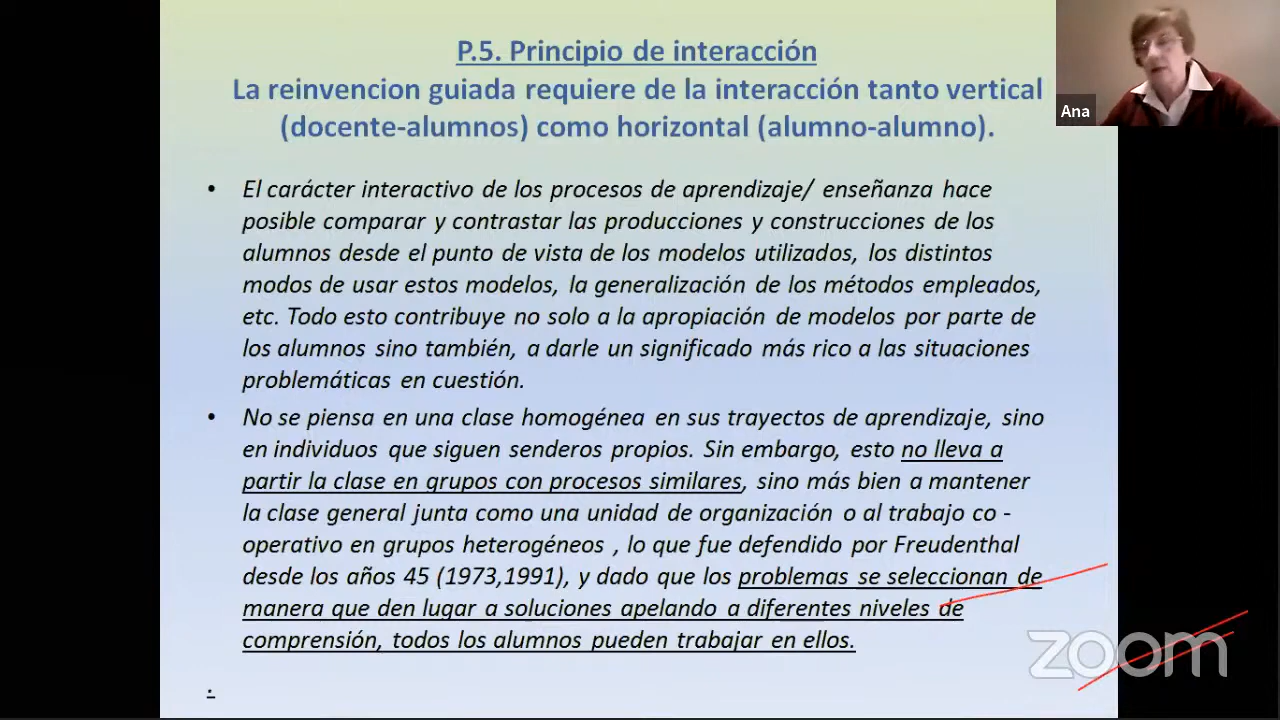 P.5. Principio de interacción
La reinvencion guiada requiere de la interacción tanto vertical
(docente-alumnos) como horizontal (alumno-alumno).
Ana
• El carácter interactivo de los procesos de aprendizaje/ enseñanza hace
posible comparar y contrastar las producciones y construcciones de los
alumnos desde el punto de vista de los modelos utilizados, los distintos
modos de usar estos modelos, la generalización de los métodos empleados,
etc. Todo esto contribuye no solo a la apropiación de modelos por parte de
los alumnos sino también, a darle un significado más rico a las situaciones
problemáticas en cuestión.
• No se piensa en una clase homogénea en sus trayectos de aprendizaje, sino
en individuos que siguen senderos propios. Sin embargo, esto no lleva a
partir la clase en grupos con procesos similares, sino más bien a mantener
la clase general junta como una unidad de organización o al trabajo co -
operativo en grupos heterogéneos , lo que fue defendido por Freudenthal
desde los años 45 (1973,1991), y dado que los problemas se seleccionan de
manera que den lugar a soluciones apelando a diferentes niveles de
comprensión, todos los alumnos pueden trabajar en ellos.
.
zoom